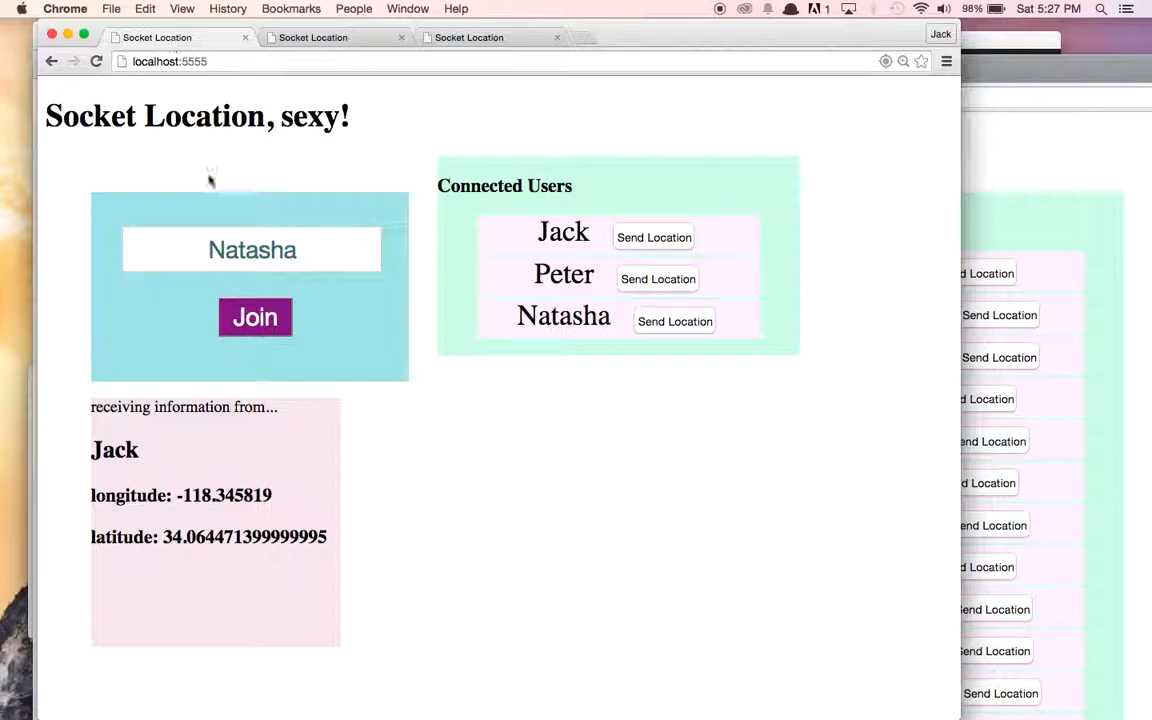 Chrome File Edit View History Bookmarks People Window Help 1 98% Sat 5:27 PM
Socket Location Socket Location Socket Location Jack
localhost:5555
Socket Location, sexy!
Natasha
Join
Connected Users
Jack Send Location
Peter Send Location
Natasha Send Location
receiving information from...
Jack
longitude: -118.345819
latitude: 34.064471399999995
d Location
Send Location
Send Location
d Location
end Location
d Location
end Location
d Location
Send Location
Send Location
Send Location